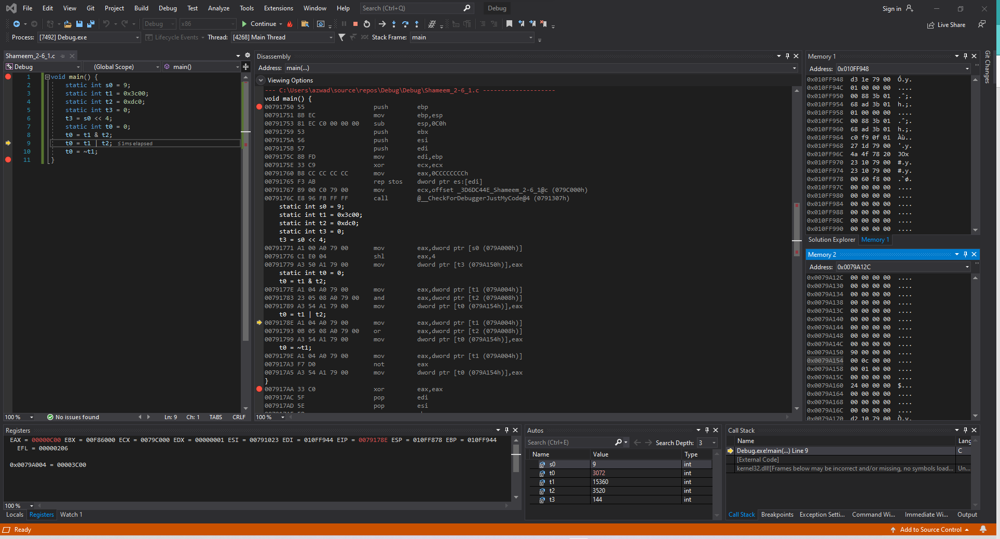 File Edit View Git Project Build Debug Test Analyze Tools Extensions Window Help Search (Ctrl+Q) Debug Sign in
Debug x86 Continue Live Share
Process: [7492] Debug.exe Lifecycle Events Thread: [4268] Main Thread Stack Frame: main
Shameem_2-6_1.c
Debug (Global Scope) main()
1 void main() {
2 static int s0 = 9;
3 static int t1 = 0x3c00;
4 static int t2 = 0xdc0;
5 static int t3 = 0;
6 t3 = s0 << 4;
7 static int t0 = 0;
8 t0 = t1 & t2;
9 t0 = t1 | t2; ≤1ms elapsed
10 t0 = ~t1;
11 }
100 % No issues found Ln: 9 Ch: 1 TABS CRLF
Disassembly
Address: main(...)
Viewing Options
--- C:\Users\azwad\source\repos\Debug\Debug\Shameem_2-6_1.c --------------------
void main() {
00791750 55 push ebp
00791751 8B EC mov ebp,esp
00791753 81 EC C0 00 00 00 sub esp,0C0h
00791759 53 push ebx
0079175A 56 push esi
0079175B 57 push edi
0079175C 8B FD mov edi,ebp
0079175E 33 C9 xor ecx,ecx
00791760 B8 CC CC CC CC mov eax,0CCCCCCCCh
00791765 F3 AB rep stos dword ptr es:[edi]
00791767 B9 00 C0 79 00 mov ecx,offset _3D6DC44E_Shameem_2-6_1@c (079C000h)
0079176C E8 96 FB FF FF call @__CheckForDebuggerJustMyCode@4 (0791307h)
static int s0 = 9;
static int t1 = 0x3c00;
static int t2 = 0xdc0;
static int t3 = 0;
t3 = s0 << 4;
00791771 A1 00 A0 79 00 mov eax,dword ptr [s0 (079A000h)]
00791776 C1 E0 04 shl eax,4
00791779 A3 50 A1 79 00 mov dword ptr [t3 (079A150h)],eax
static int t0 = 0;
t0 = t1 & t2;
0079177E A1 04 A0 79 00 mov eax,dword ptr [t1 (079A004h)]
00791783 23 05 08 A0 79 00 and eax,dword ptr [t2 (079A008h)]
00791789 A3 54 A1 79 00 mov dword ptr [t0 (079A154h)],eax
t0 = t1 | t2;
0079178E A1 04 A0 79 00 mov eax,dword ptr [t1 (079A004h)]
00791793 0B 05 08 A0 79 00 or eax,dword ptr [t2 (079A008h)]
00791799 A3 54 A1 79 00 mov dword ptr [t0 (079A154h)],eax
t0 = ~t1;
0079179E A1 04 A0 79 00 mov eax,dword ptr [t1 (079A004h)]
007917A3 F7 D0 not eax
007917A5 A3 54 A1 79 00 mov dword ptr [t0 (079A154h)],eax
}
007917AA 33 C0 xor eax,eax
007917AC 5F pop edi
007917AD 5E pop esi
100 %
Memory 1
Address: 0x010FF948
0x010FF948 d3 1e 79 00 Ó.y.
0x010FF94C 01 00 00 00 ....
0x010FF950 00 88 3b 01 .ˆ;.
0x010FF954 68 ad 3b 01 h.;.
0x010FF958 01 00 00 00 ....
0x010FF95C 00 88 3b 01 .ˆ;.
0x010FF960 68 ad 3b 01 h.;.
0x010FF964 c0 f9 0f 01 Àù..
0x010FF968 27 1d 79 00 '.y.
0x010FF96C 4a 4f 78 20 JOx
0x010FF970 23 10 79 00 #.y.
0x010FF974 23 10 79 00 #.y.
0x010FF978 00 60 f8 00 .`ø.
0x010FF97C 00 00 00 00 ....
0x010FF980 00 00 00 00 ....
0x010FF984 00 00 00 00 ....
0x010FF988 00 00 00 00 ....
0x010FF98C 00 00 00 00 ....
0x010FF990 00 00 00 00 ....
Solution Explorer Memory 1
Memory 2
Address: 0x0079A12C
0x0079A12C 00 00 00 00 ....
0x0079A130 00 00 00 00 ....
0x0079A134 00 00 00 00 ....
0x0079A138 00 00 00 00 ....
0x0079A13C 00 00 00 00 ....
0x0079A140 00 00 00 00 ....
0x0079A144 00 00 00 00 ....
0x0079A148 00 00 00 00 ....
0x0079A14C 00 00 00 00 ....
0x0079A150 90 00 00 00 ....
0x0079A154 00 0c 00 00 ....
0x0079A158 00 01 00 00 ....
0x0079A15C 00 00 00 00 ....
0x0079A160 24 00 00 00 $...
0x0079A164 00 00 00 00 ....
0x0079A168 00 00 00 00 ....
0x0079A16C 00 00 00 00 ....
0x0079A170 d2 10 79 00 Ò.y.
Git Changes
Registers
EAX = 00000C00 EBX = 00F86000 ECX = 0079C000 EDX = 00000001 ESI = 00791023 EDI = 010FF944 EIP = 0079178E ESP = 010FF878 EBP = 010FF944
EFL = 00000206
0x0079A004 = 00003C00
100 %
Locals Registers Watch 1
Autos
Search (Ctrl+E) Search Depth: 3
Name Value Type
s0 9 int
t0 3072 int
t1 15360 int
t2 3520 int
t3 144 int
Call Stack
Name Lang
Debug.exe!main(...) Line 9 C
[External Code]
kernel32.dll![Frames below may be incorrect and/or missing, no symbols load... Un...
Call Stack Breakpoints Exception Setti... Command Wi... Immediate Wi... Output
Ready Add to Source Control